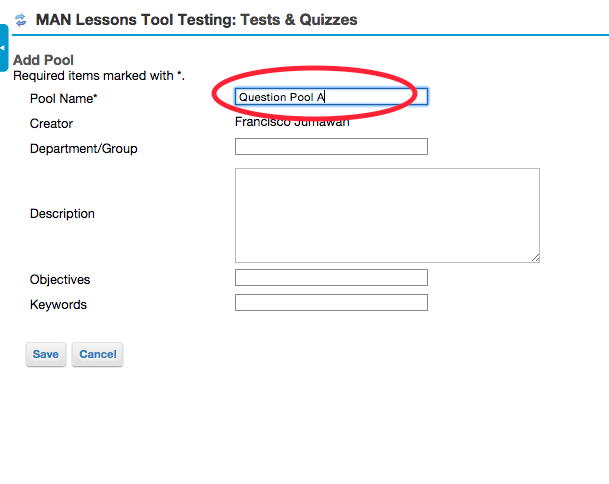 MAN Lessons Tool Testing: Tests & Quizzes
Add Pool
Required items marked with *.
Pool Name* Question Pool A
Creator Francisco Jumawan
Department/Group
Description
Objectives
Keywords
Save Cancel